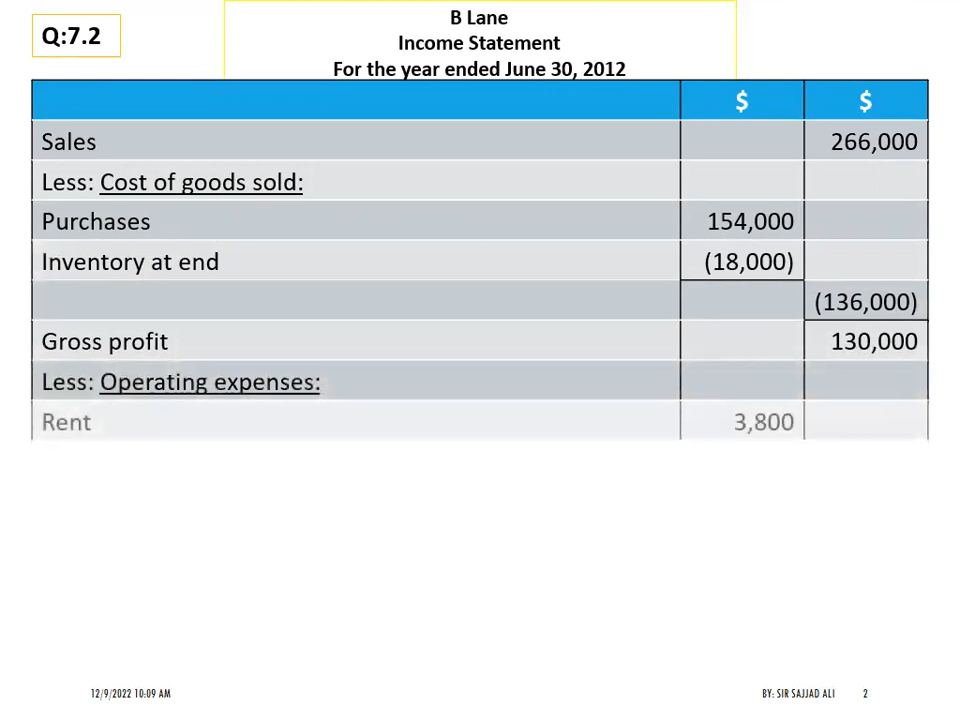 Q:7.2
B Lane
Income Statement
For the year ended June 30, 2012
$ $
Sales 266,000
Less: Cost of goods sold:
Purchases 154,000
Inventory at end (18,000)
(136,000)
Gross profit 130,000
Less: Operating expenses:
Rent 3,800
12/9/2022 10:09 AM BY: SIR SAJJAD ALI 2